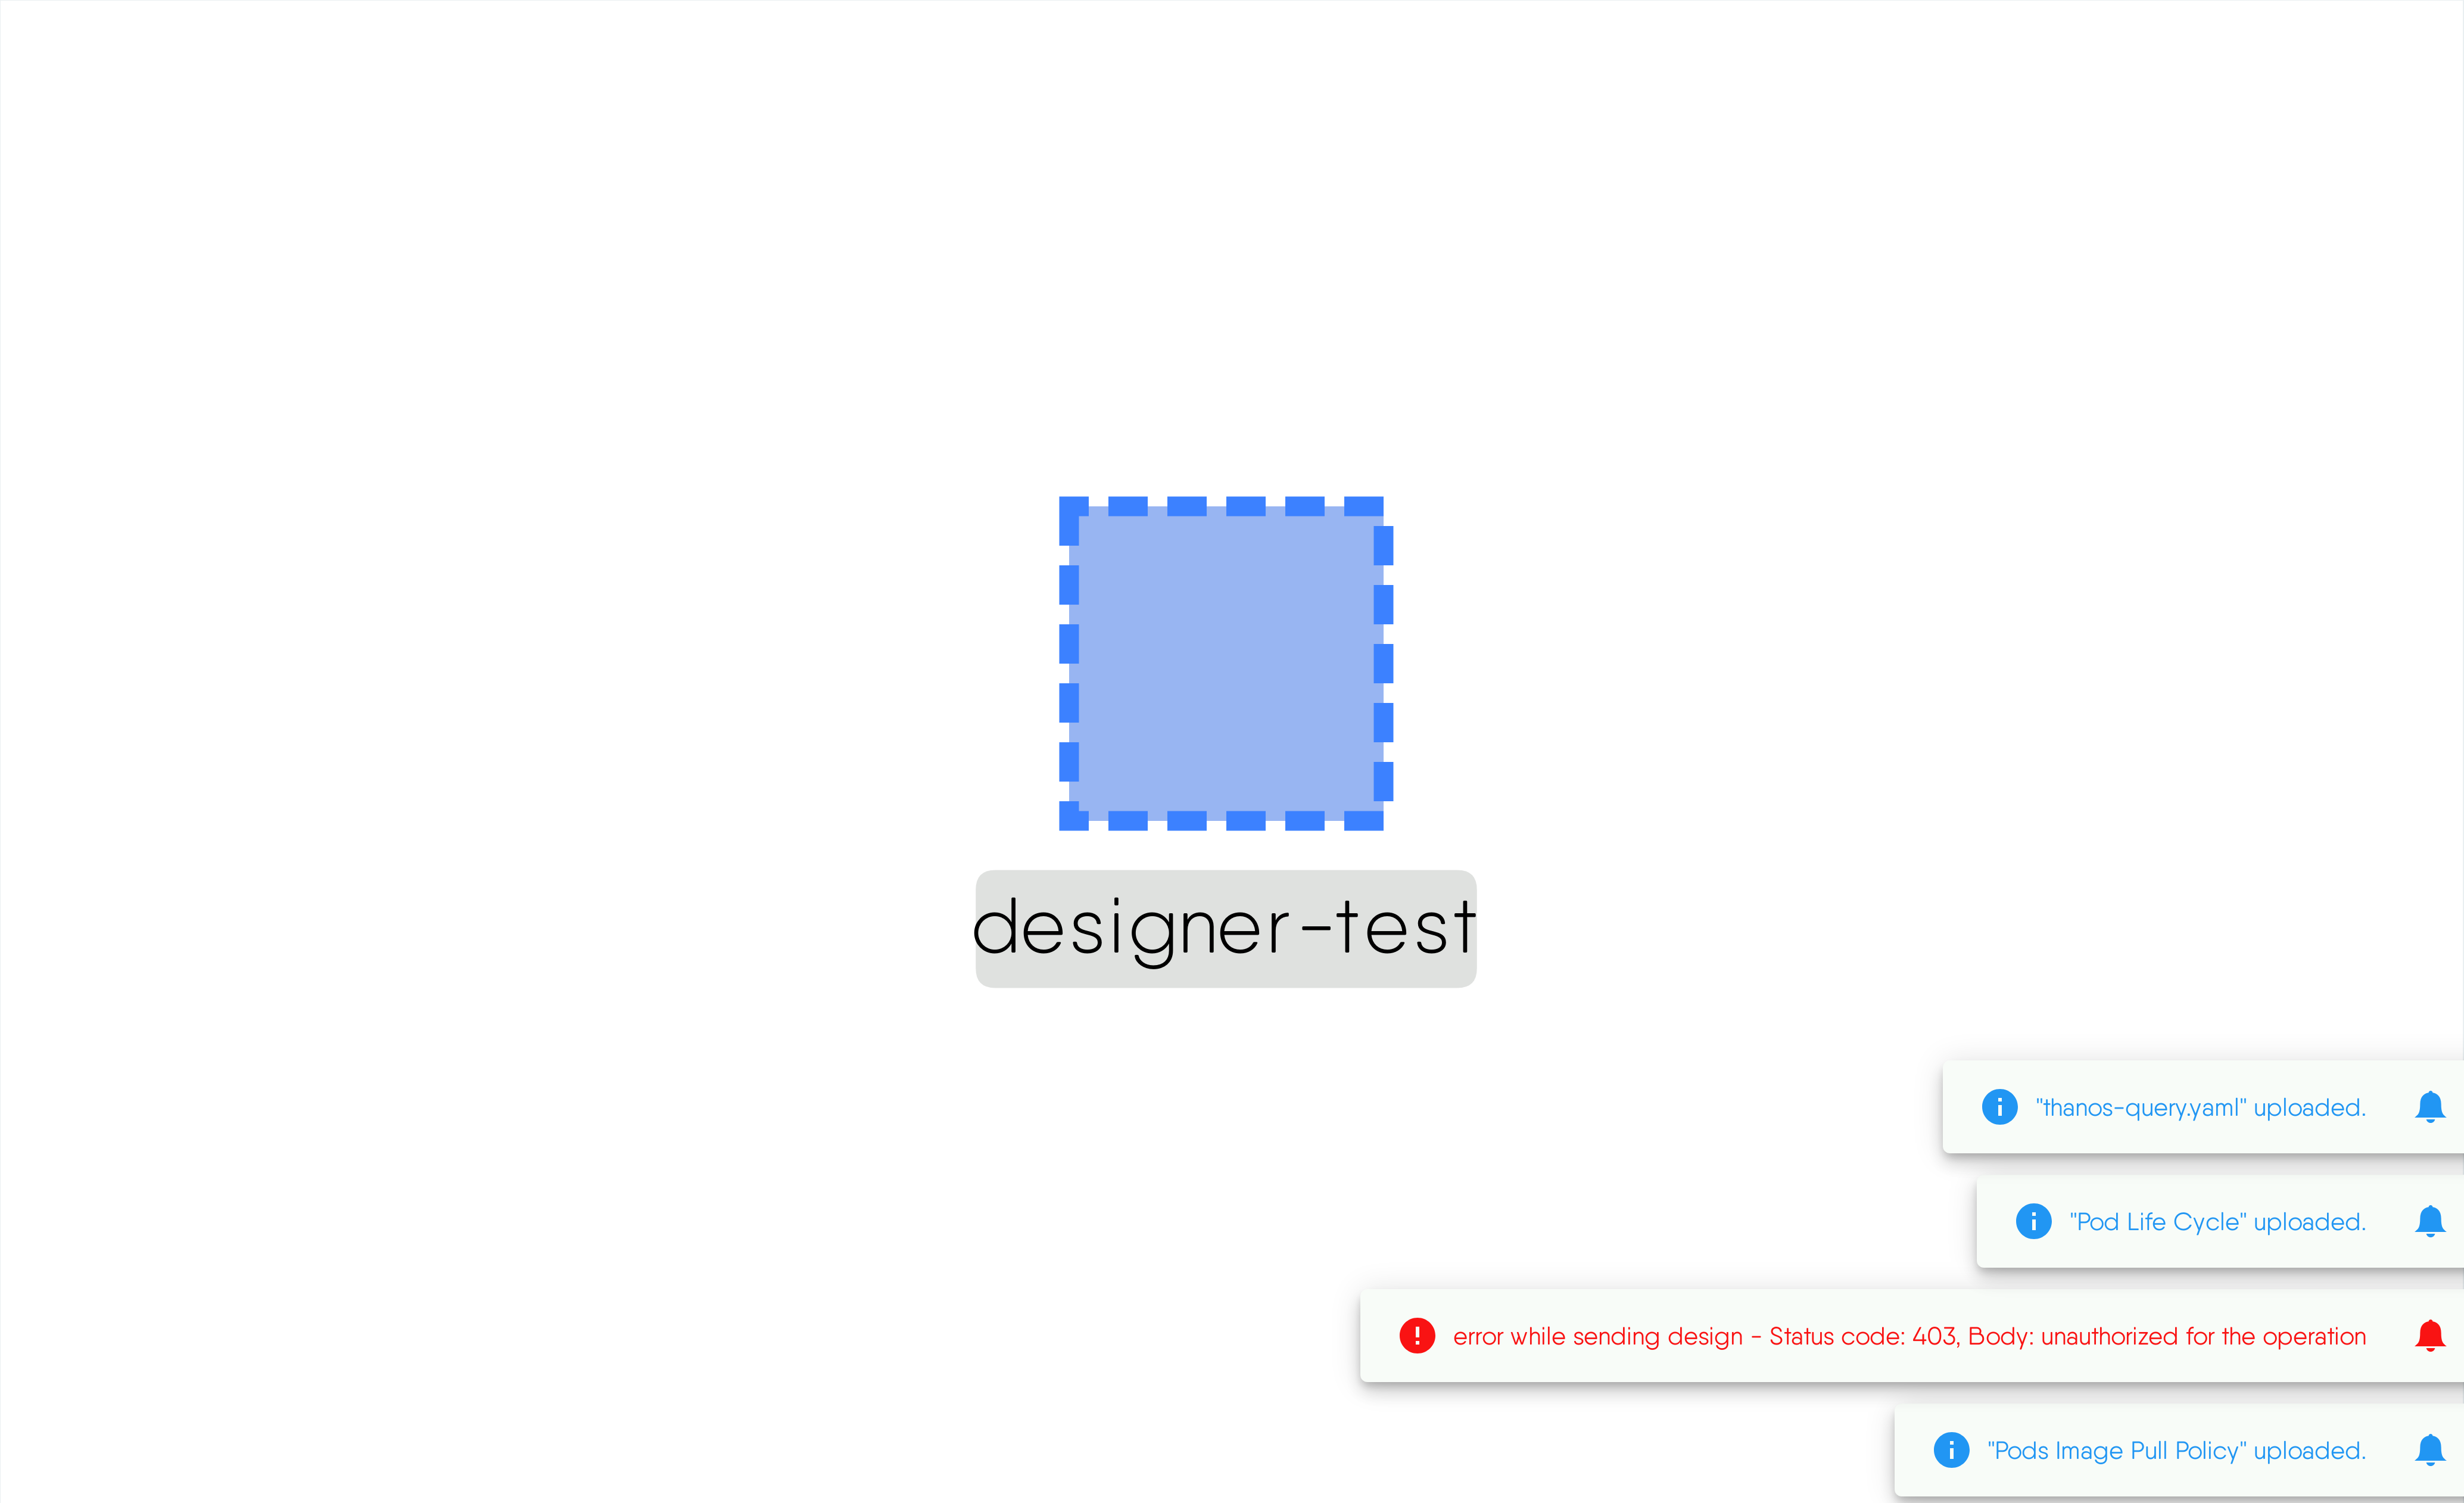 designer-test
"thanos-query.yaml" uploaded.
"Pod Life Cycle" uploaded.
error while sending design - Status code: 403, Body: unauthorized for the operation
"Pods Image Pull Policy" uploaded.